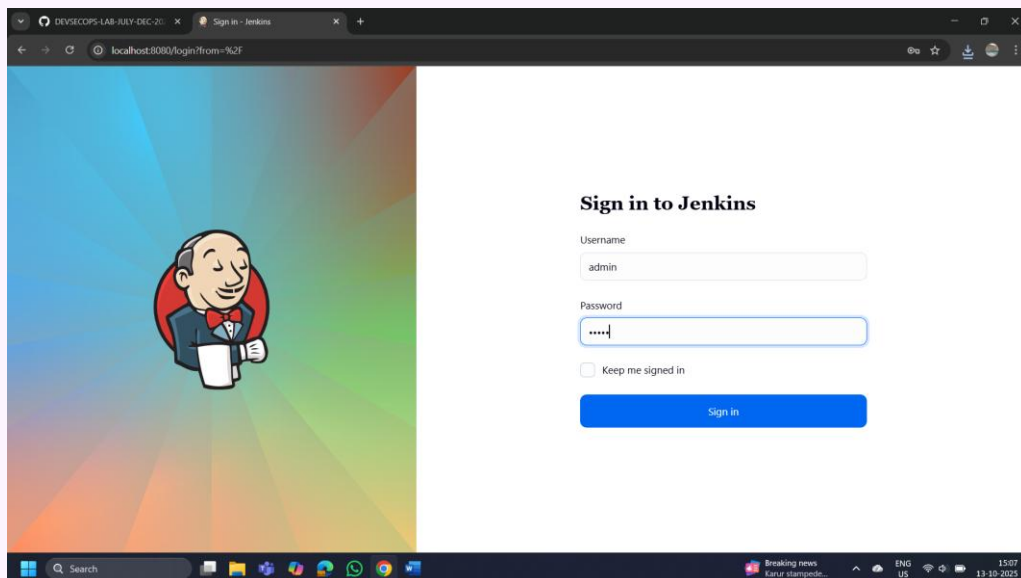 DEVSECOPS-LAB-JULY-DEC-20
Sign in - Jenkins
localhost:8080/login?from=%2F
Sign in to Jenkins
Username
admin
Password
•••••
Keep me signed in
Sign in
Search
Breaking news
Karur stampede...
ENG
US
15:07
13-10-2025